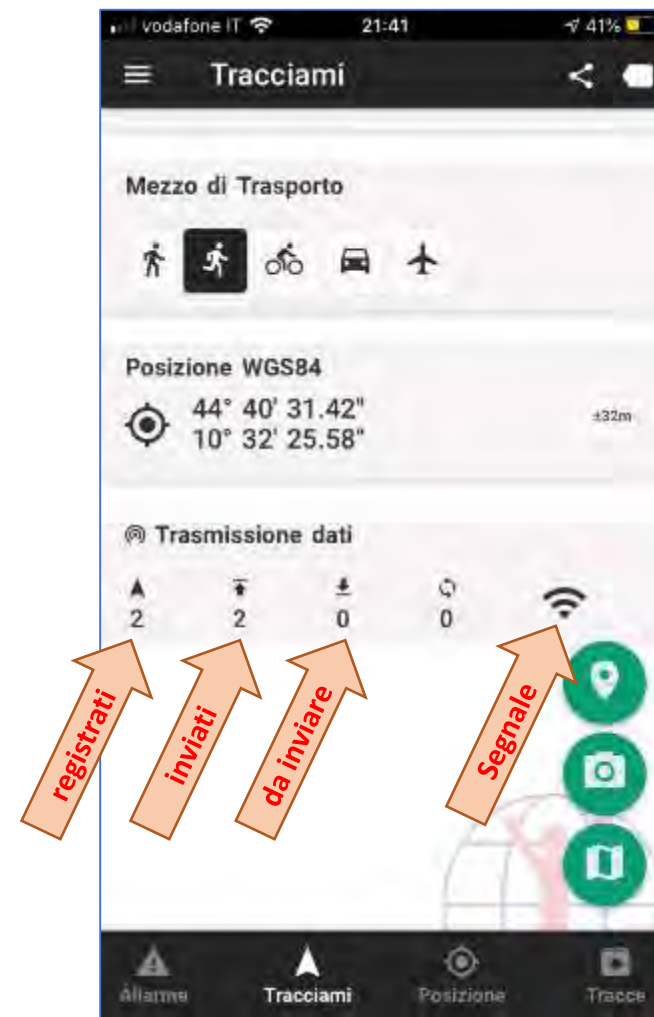 vodafone IT 21:41 41%
Tracciami
Mezzo di Trasporto
Posizione WGS84
44° 40' 31.42"
10° 32' 25.58"
±32m
Trasmissione dati
2 2 0 0
registrati
inviati
da inviare
Segnale
Allarme Tracciami Posizione Tracce